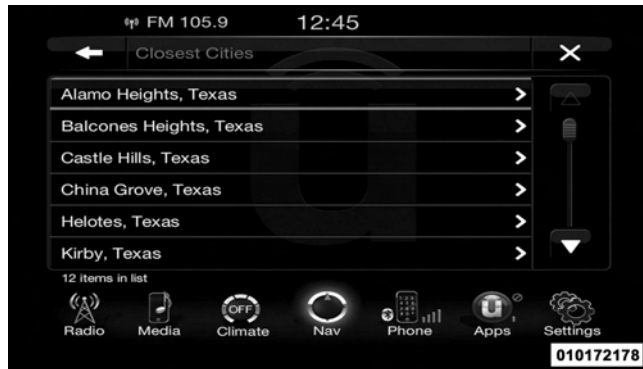 FM 105.9 12:45
Closest Cities
Alamo Heights, Texas
Balcones Heights, Texas
Castle Hills, Texas
China Grove, Texas
Helotes, Texas
Kirby, Texas
12 items in list
OFF
Radio Media Climate Nav Phone Apps Settings
010172178